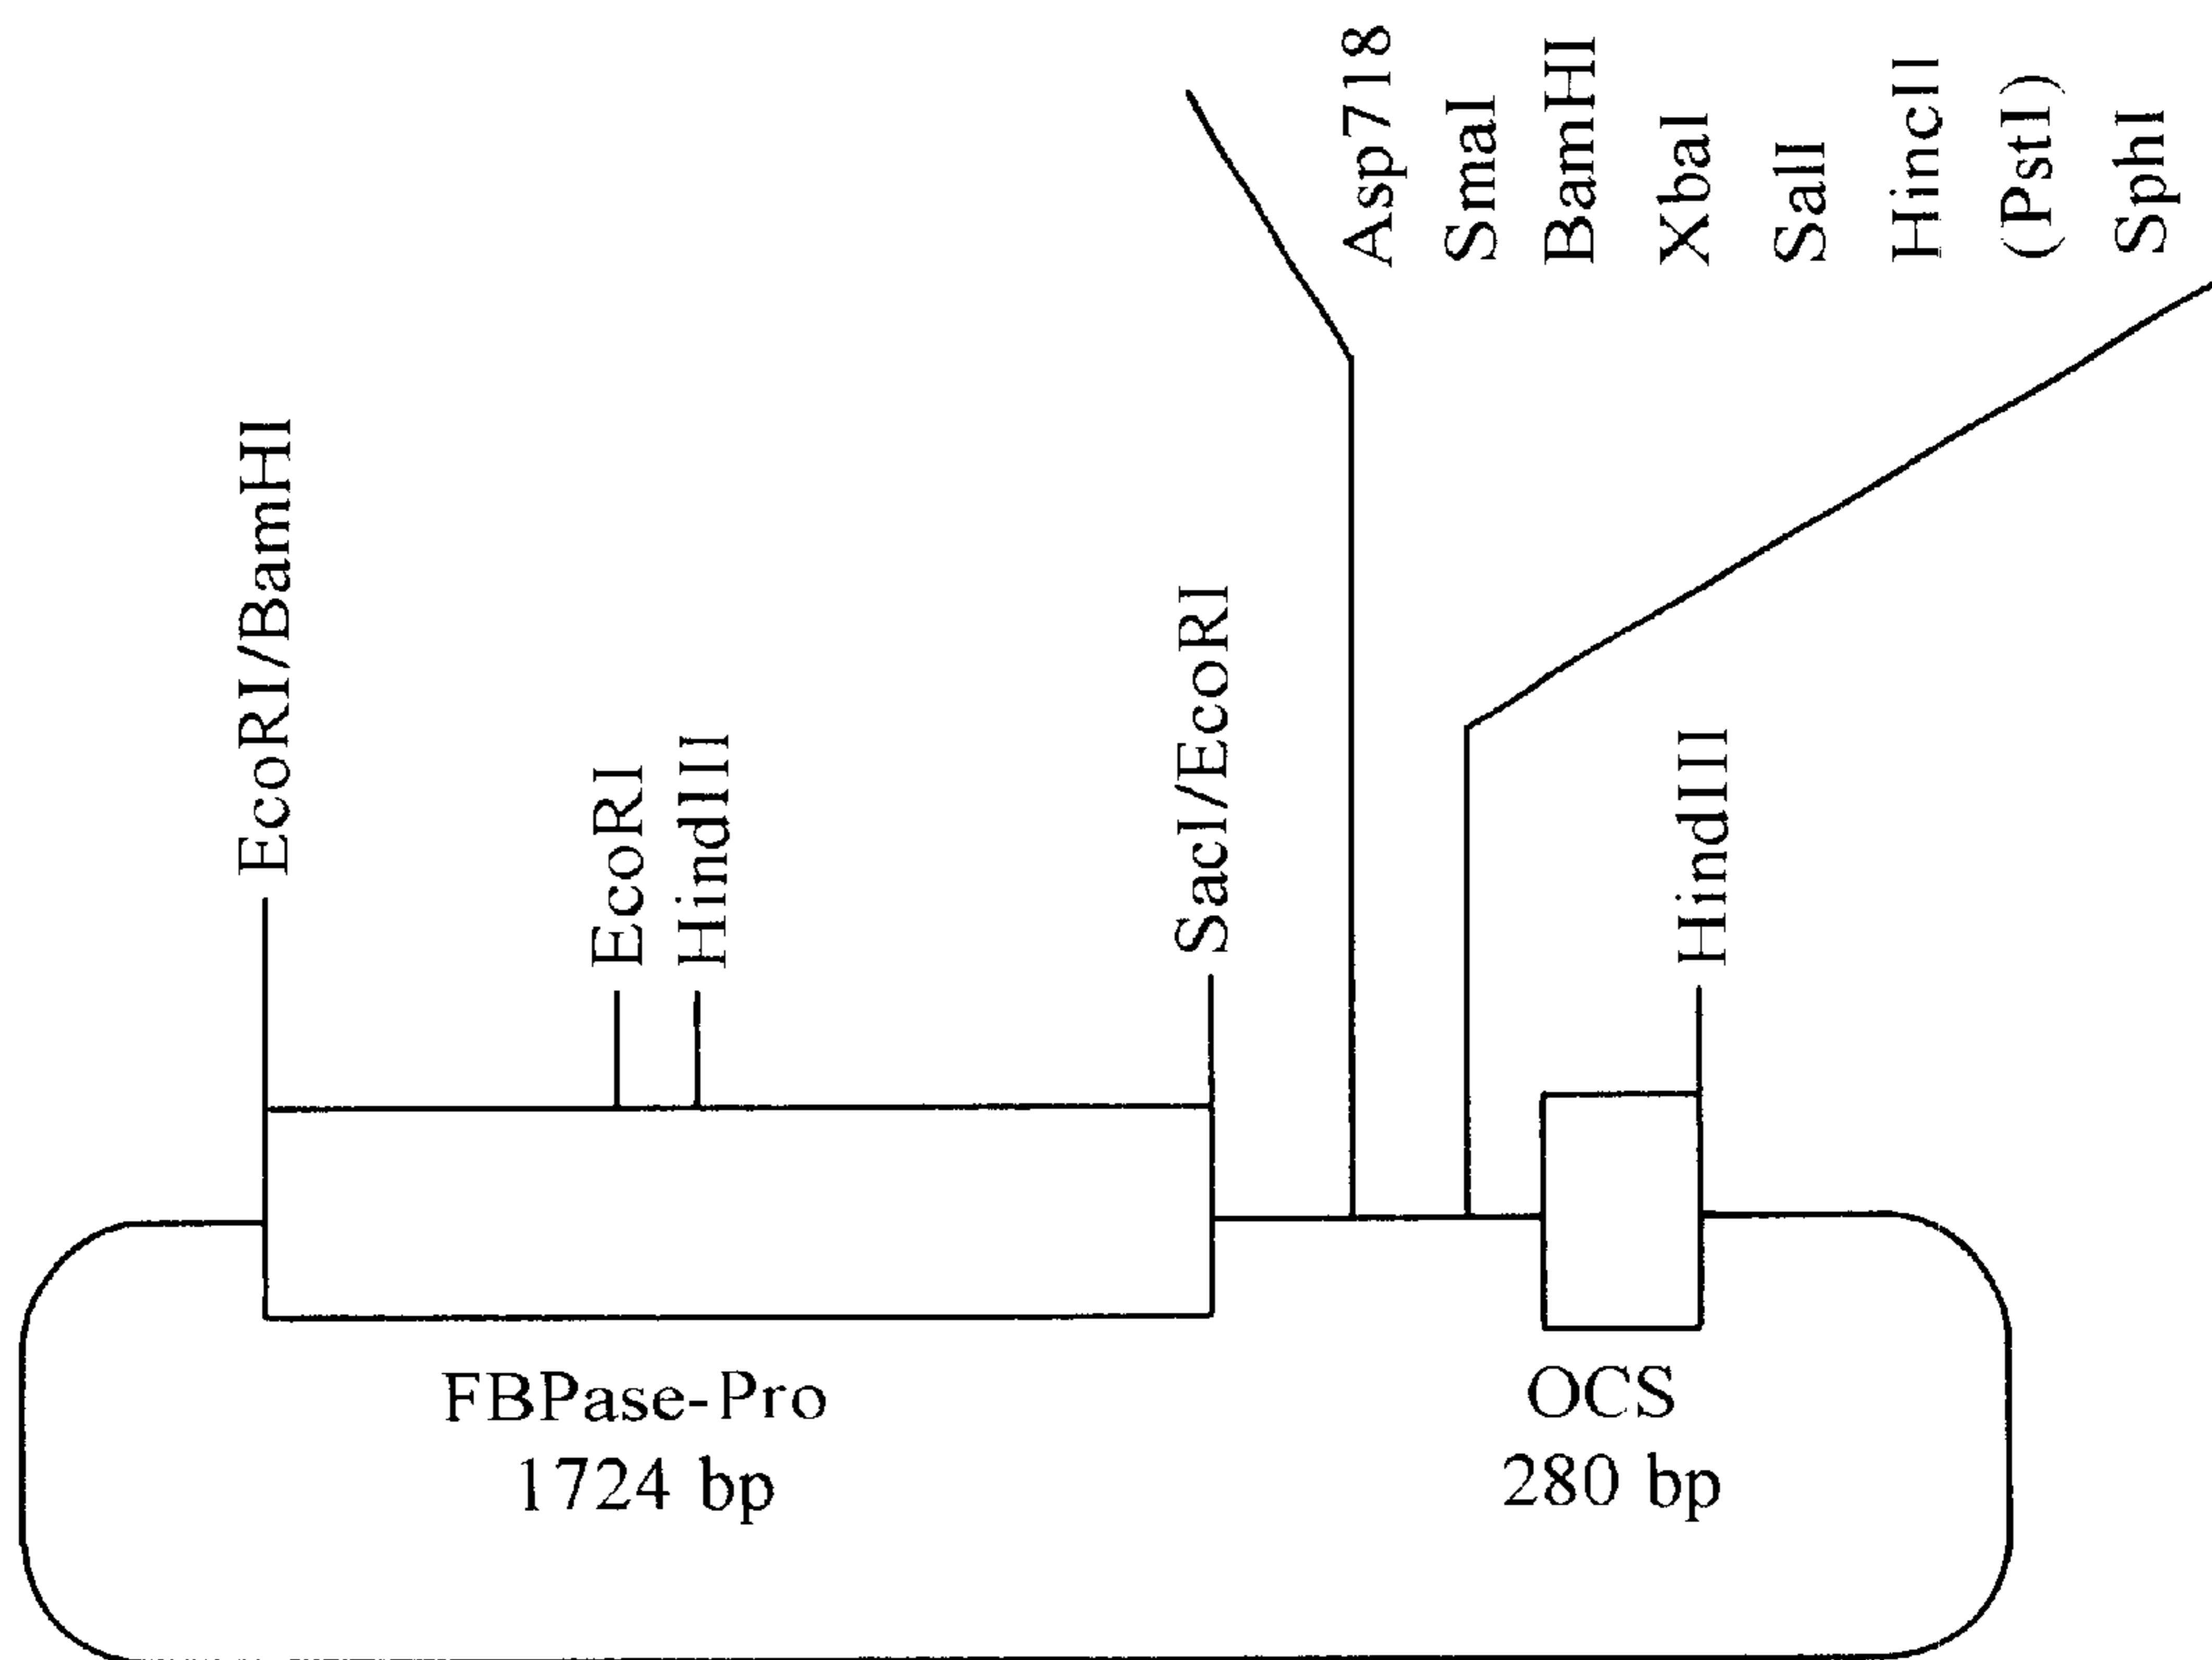 EcoRI/BamHI
EcoRI
HindIII
SacI/EcoRI
Asp718
SmaI
BamHI
XbaI
SalI
HincII
(PstI)
SphI
HindIII
FBPase-Pro
1724 bp
OCS
280 bp